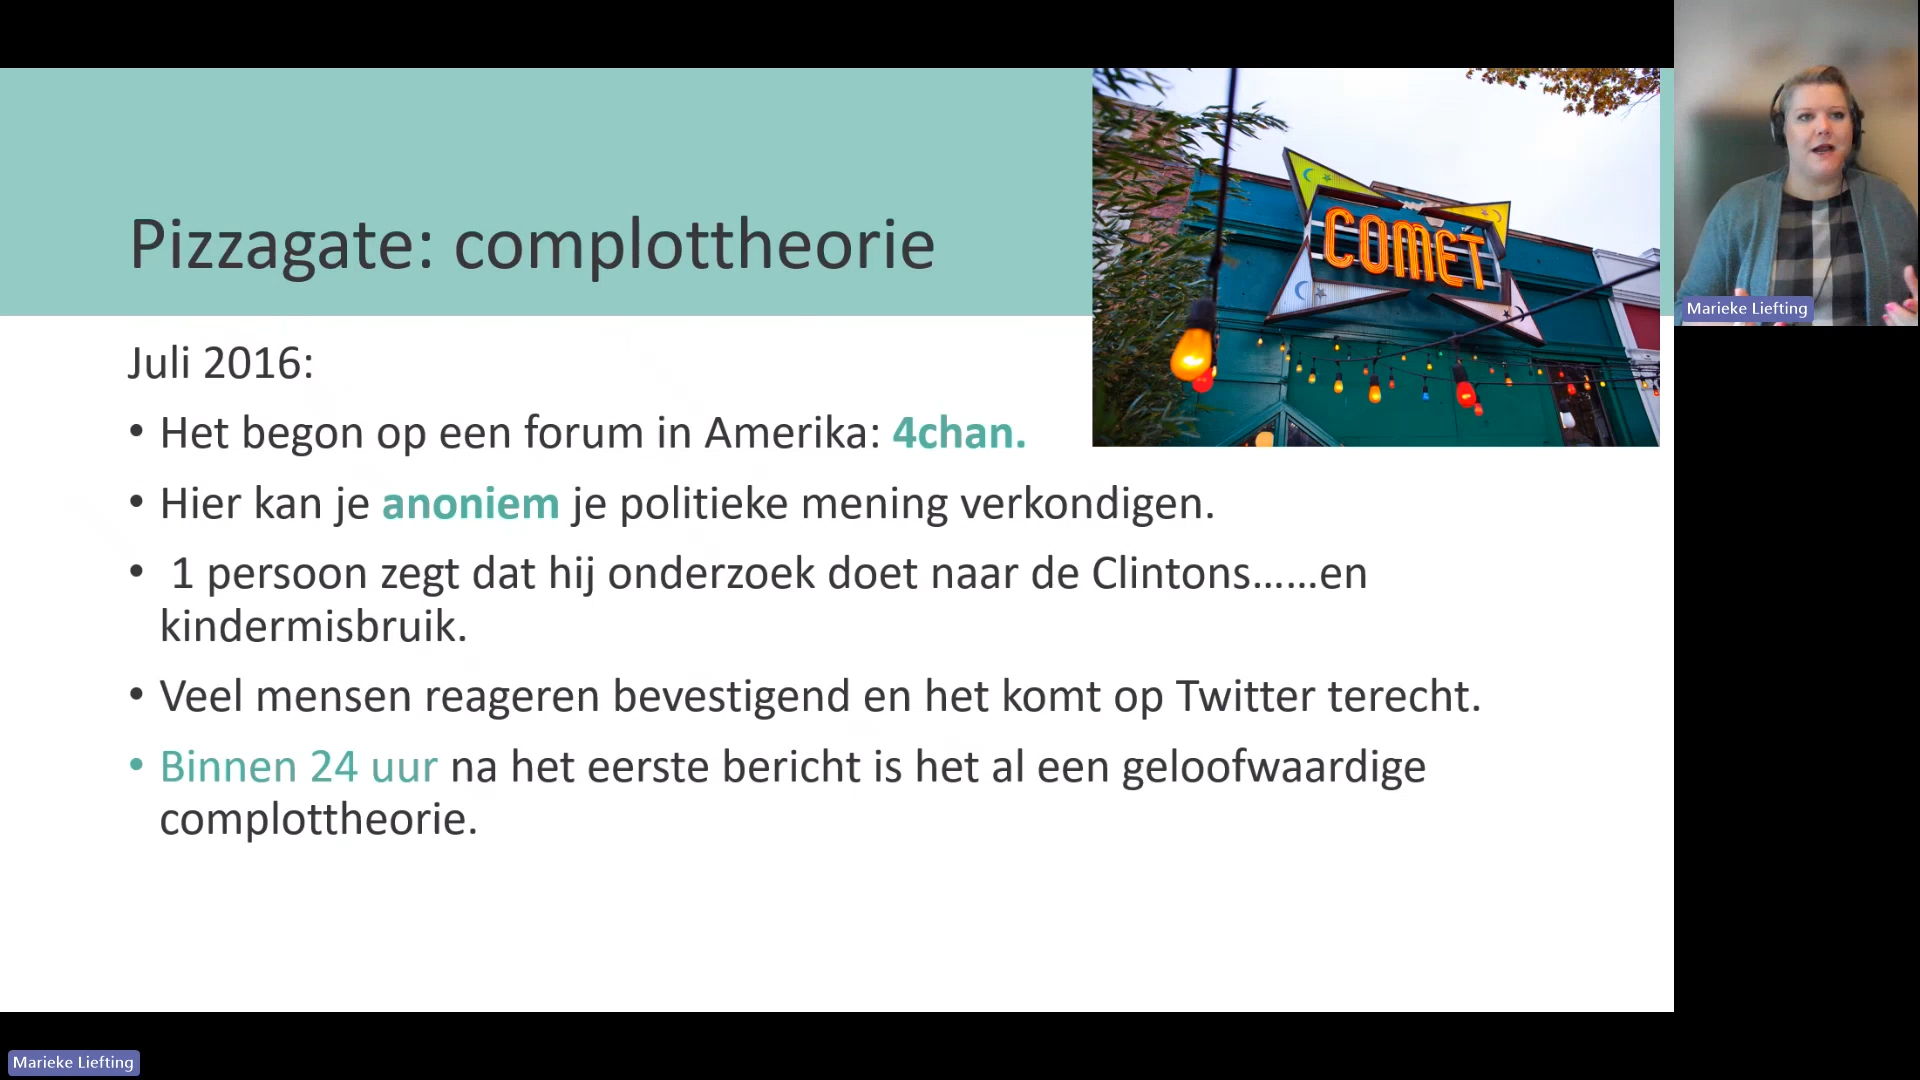 Pizzagate: complottheorie
COMET
Marieke Liefting
Juli 2016:
• Het begon op een forum in Amerika: 4chan.
• Hier kan je anoniem je politieke mening verkondigen.
• 1 persoon zegt dat hij onderzoek doet naar de Clintons......en
kindermisbruik.
• Veel mensen reageren bevestigend en het komt op Twitter terecht.
• Binnen 24 uur na het eerste bericht is het al een geloofwaardige
complottheorie.
Marieke Liefting